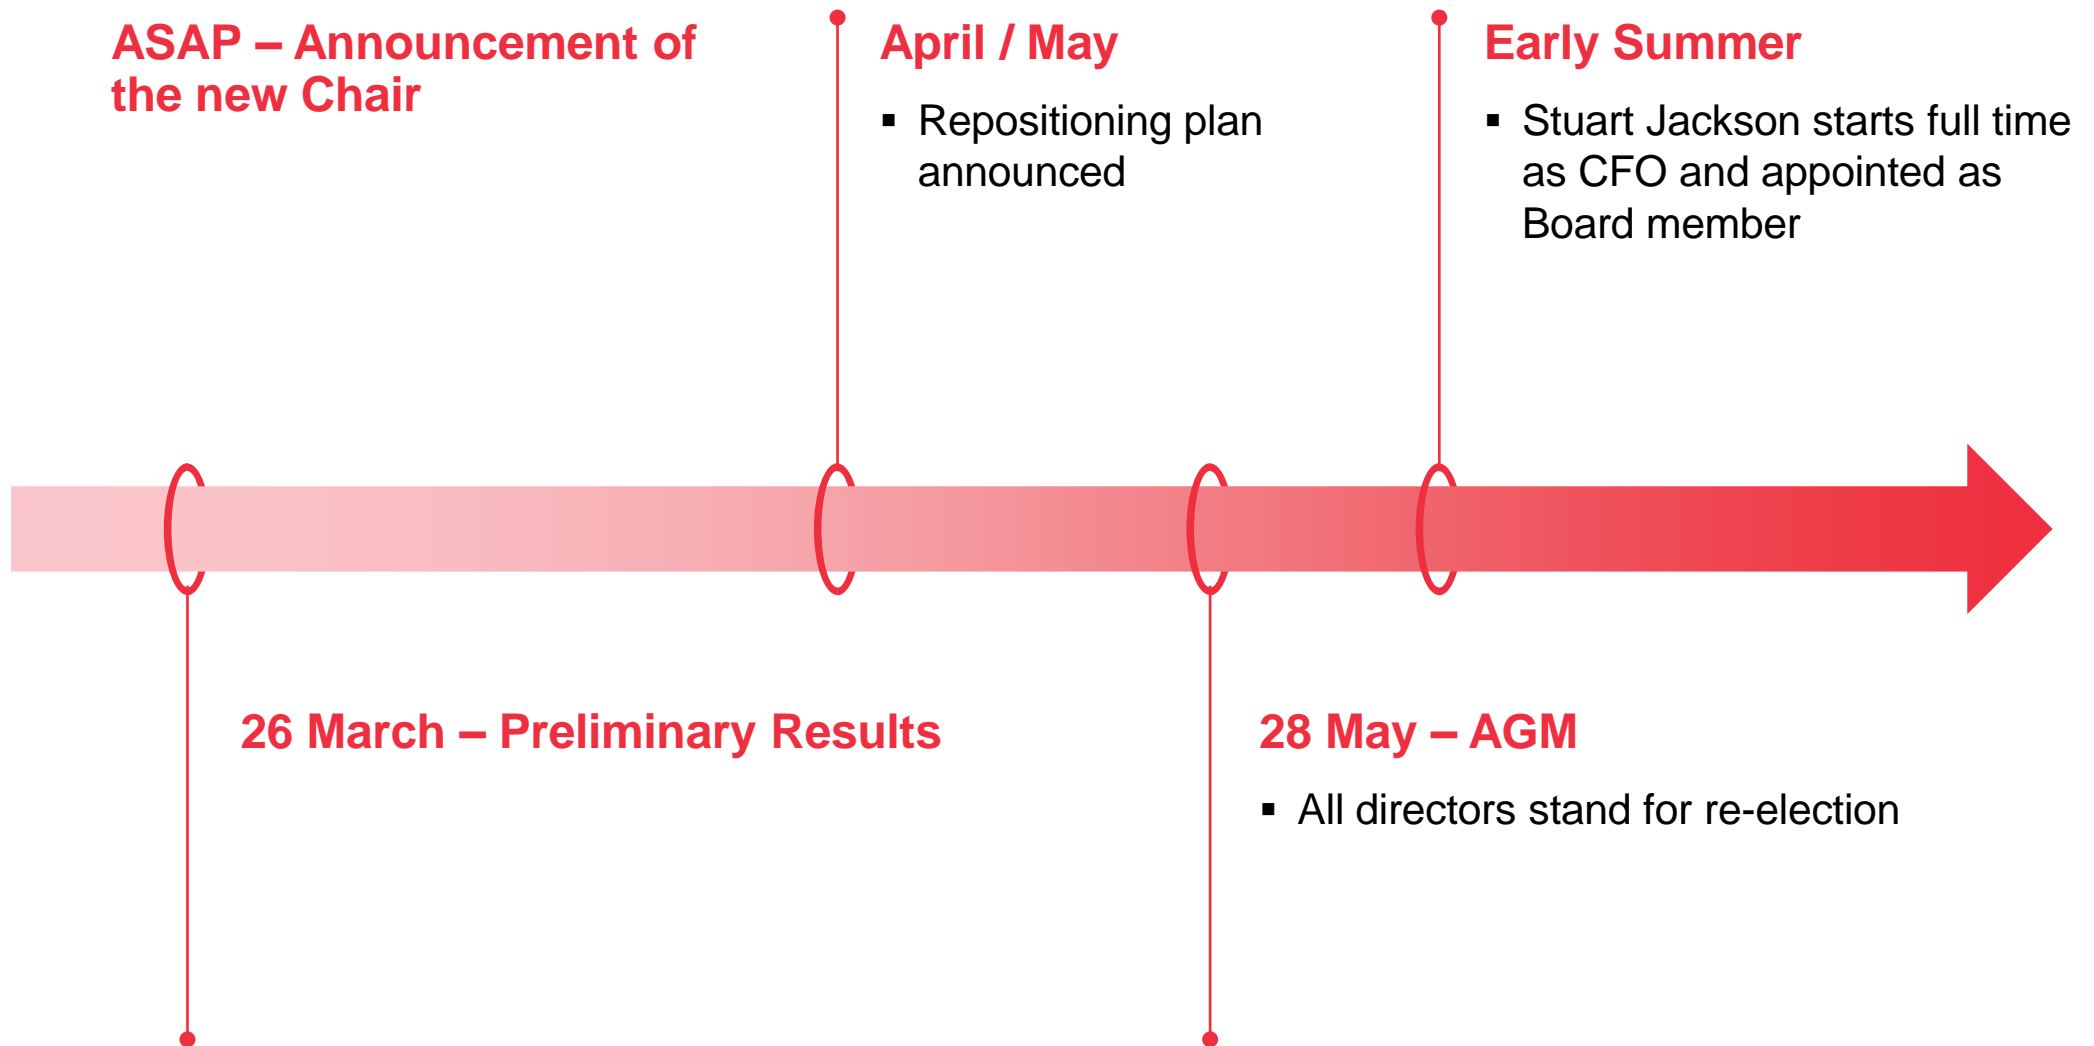 ASAP – Announcement of
the new Chair
April / May
▪ Repositioning plan
announced
Early Summer
▪ Stuart Jackson starts full time
as CFO and appointed as
Board member
26 March – Preliminary Results
28 May – AGM
▪ All directors stand for re-election